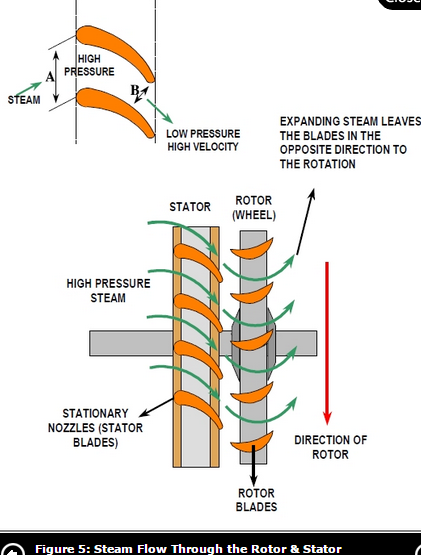 Close
HIGH
PRESSURE
A
B
STEAM
LOW PRESSURE
HIGH VELOCITY
EXPANDING STEAM LEAVES
THE BLADES IN THE
OPPOSITE DIRECTION TO
THE ROTATION
STATOR
ROTOR
(WHEEL)
HIGH PRESSURE
STEAM
STATIONARY
NOZZLES (STATOR
BLADES)
DIRECTION OF
ROTOR
ROTOR
BLADES
Figure 5: Steam Flow Through the Rotor & Stator